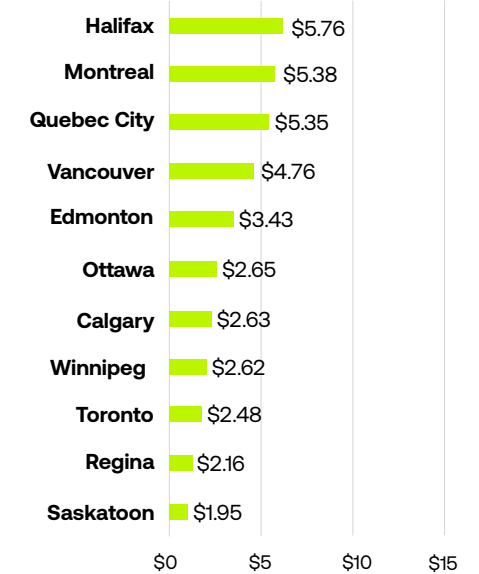 Halifax $5.76
Montreal $5.38
Quebec City $5.35
Vancouver $4.76
Edmonton $3.43
Ottawa $2.65
Calgary $2.63
Winnipeg $2.62
Toronto $2.48
Regina $2.16
Saskatoon $1.95
$0 $5 $10 $15